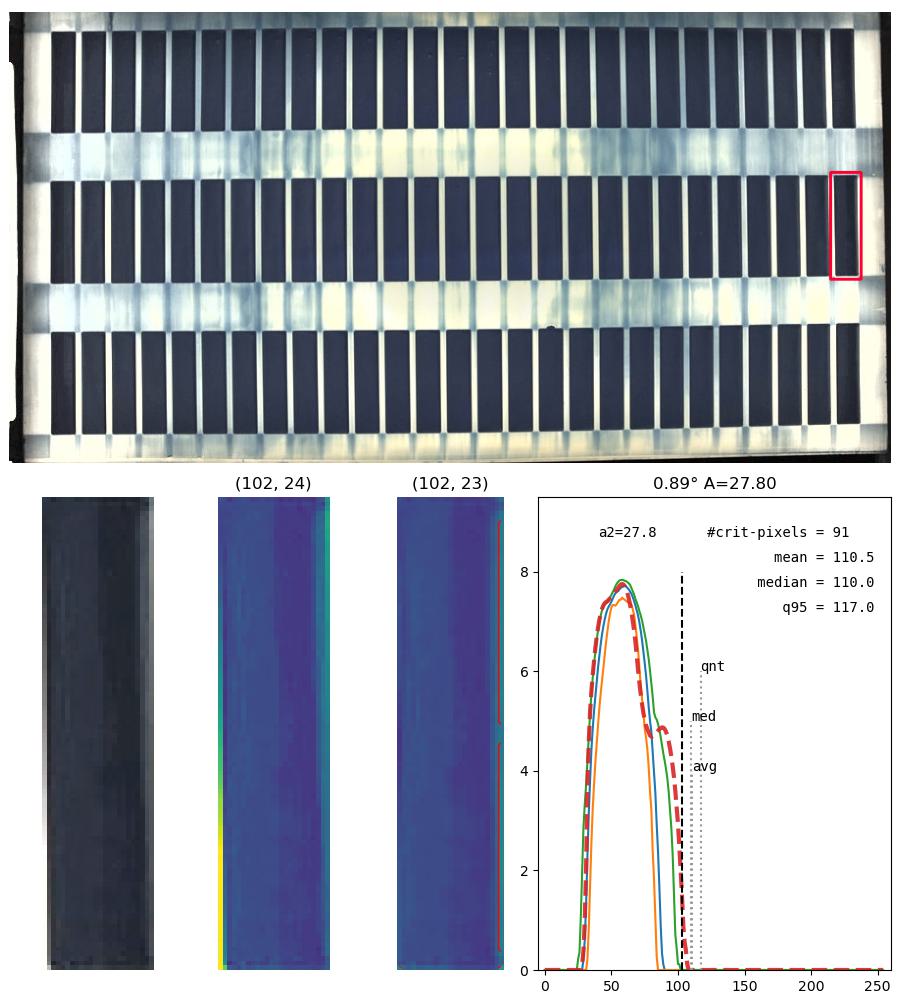 (102, 24)
(102, 23)
0.89° A=27.80
a2=27.8
#crit-pixels = 91
mean = 110.5
median = 110.0
q95 = 117.0
qnt
med
avg
8
6
4
2
0
0 50 100 150 200 250